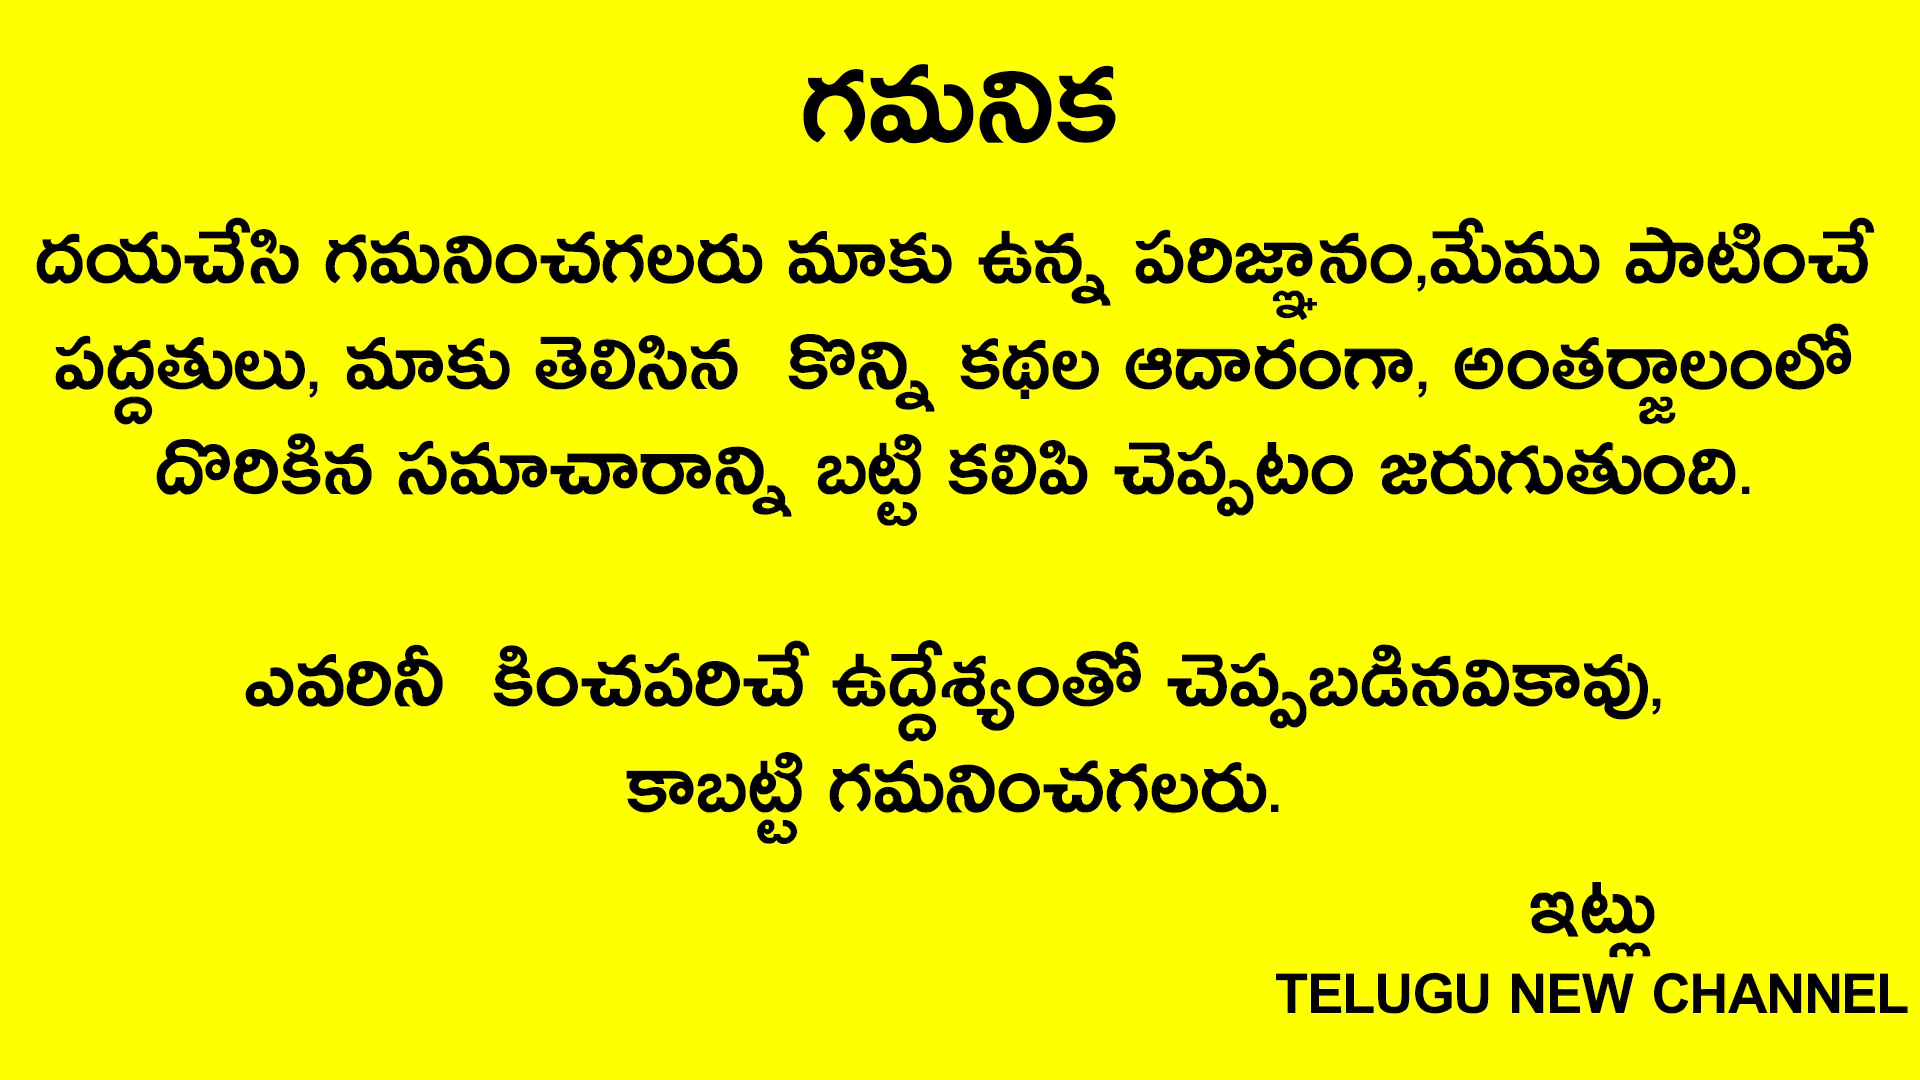 గమనిక
దయచేసి గమనించగలరు మాకు ఉన్న పరిజ్ఞానం,మేము పాటించే
పద్దతులు, మాకు తెలిసిన కొన్ని కథల ఆదారంగా, అంతర్జాలంలో
దొరికిన సమాచారాన్ని బట్టి కలిపి చెప్పటం జరుగుతుంది.
ఎవరినీ కించపరిచే ఉద్దేశ్యంతో చెప్పబడినవికావు,
కాబట్టి గమనించగలరు.
ఇట్లు
TELUGU NEW CHANNEL